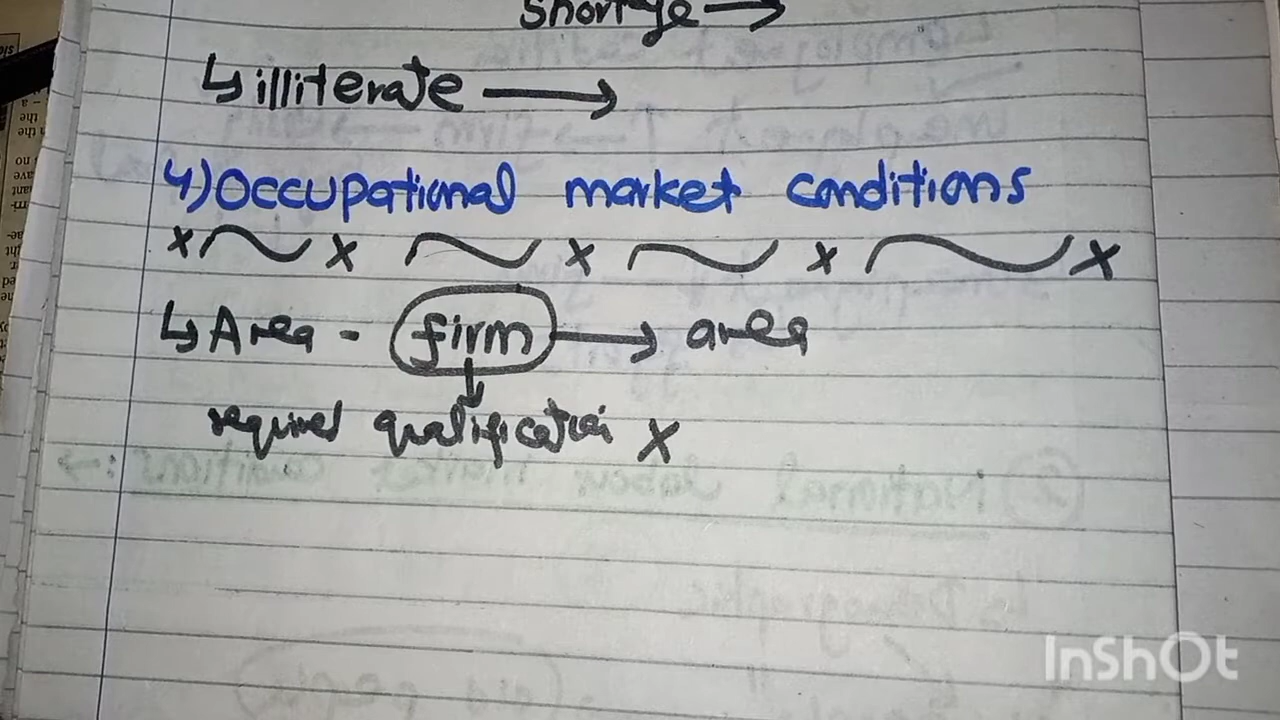 Shortage →
↳ illiterate →
4) Occupational market conditions
x ~ x ~ x ~ x ~ x
↳ Area - firm → area
↓
required qualification X
InShOt